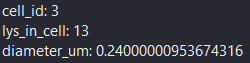 cell_id: 3
lys_in_cell: 13
diameter_um: 0.24000000953674316